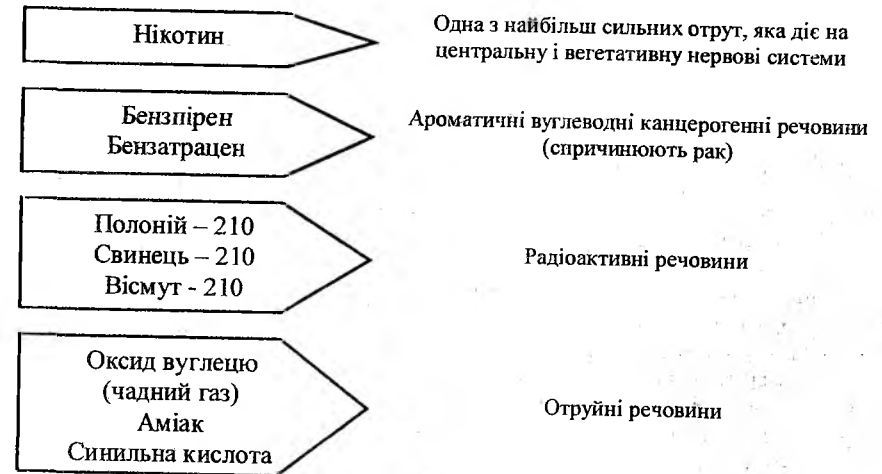 Нікотин
Одна з найбільш сильних отрут, яка діє на
центральну і вегетативну нервові системи
Бензпірен
Бензатрацен
Ароматичні вуглеводні канцерогенні речовини
(спричинюють рак)
Полоній – 210
Свинець – 210
Вісмут - 210
Радіоактивні речовини
Оксид вуглецю
(чадний газ)
Аміак
Синильна кислота
Отруйні речовини